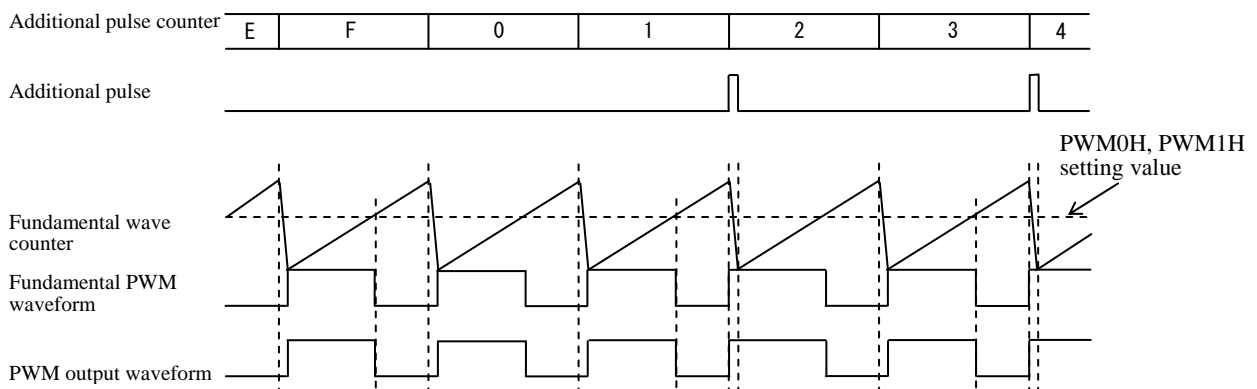 Additional pulse counter
E F 0 1 2 3 4
Additional pulse
PWM0H, PWM1H
setting value
Fundamental wave
counter
Fundamental PWM
waveform
PWM output waveform